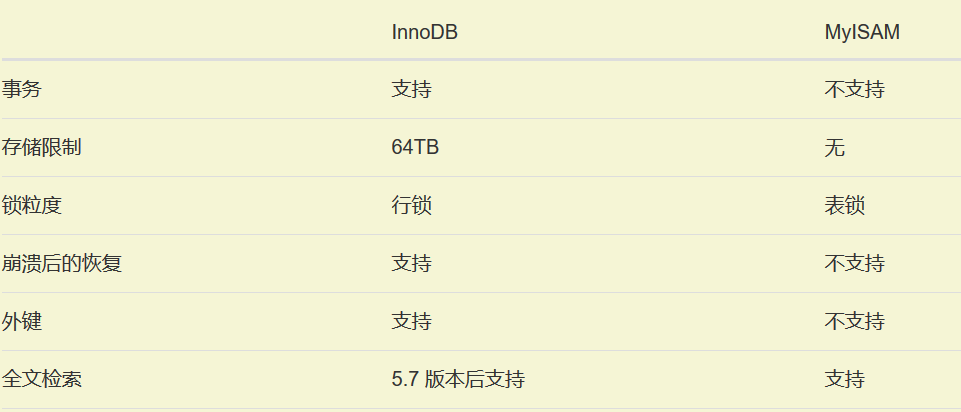 InnoDB MyISAM
事务 支持 不支持
存储限制 64TB 无
锁粒度 行锁 表锁
崩溃后的恢复 支持 不支持
外键 支持 不支持
全文检索 5.7 版本后支持 支持